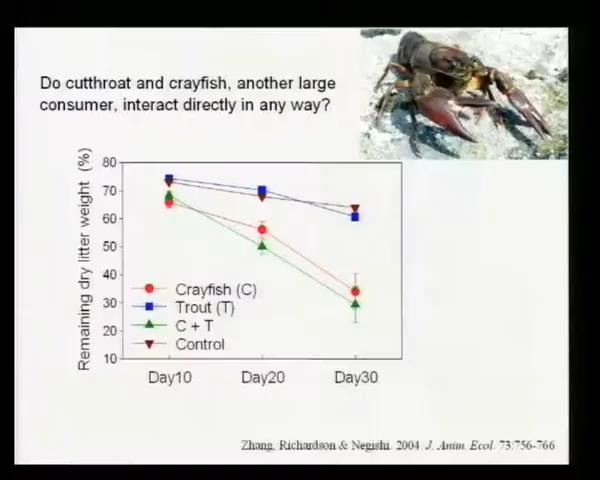 Do cutthroat and crayfish, another large
consumer, interact directly in any way?
Remaining dry litter weight (%)
80
70
60
50
40
30
20
10
Crayfish (C)
Trout (T)
C + T
Control
Day10 Day20 Day30
Zhang, Richardson & Negishi. 2004. J. Anim. Ecol. 73:756-766